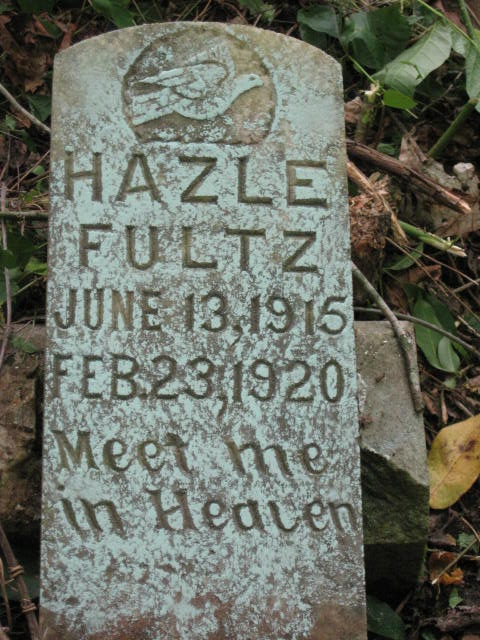 HAZLE
FULTZ
JUNE 13, 1915
FEB. 23, 1920
Meet me
in Heaven